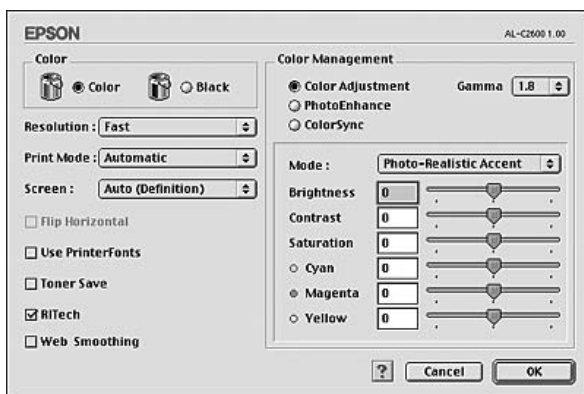 EPSON
AL-C2600 1.00
Color
Color
Black
Resolution : Fast
Print Mode : Automatic
Screen : Auto (Definition)
Flip Horizontal
Use PrinterFonts
Toner Save
RITech
Web Smoothing
Color Management
Color Adjustment
Gamma 1.8
PhotoEnhance
ColorSync
Mode : Photo-Realistic Accent
Brightness 0
Contrast 0
Saturation 0
Cyan 0
Magenta 0
Yellow 0
?
Cancel
OK